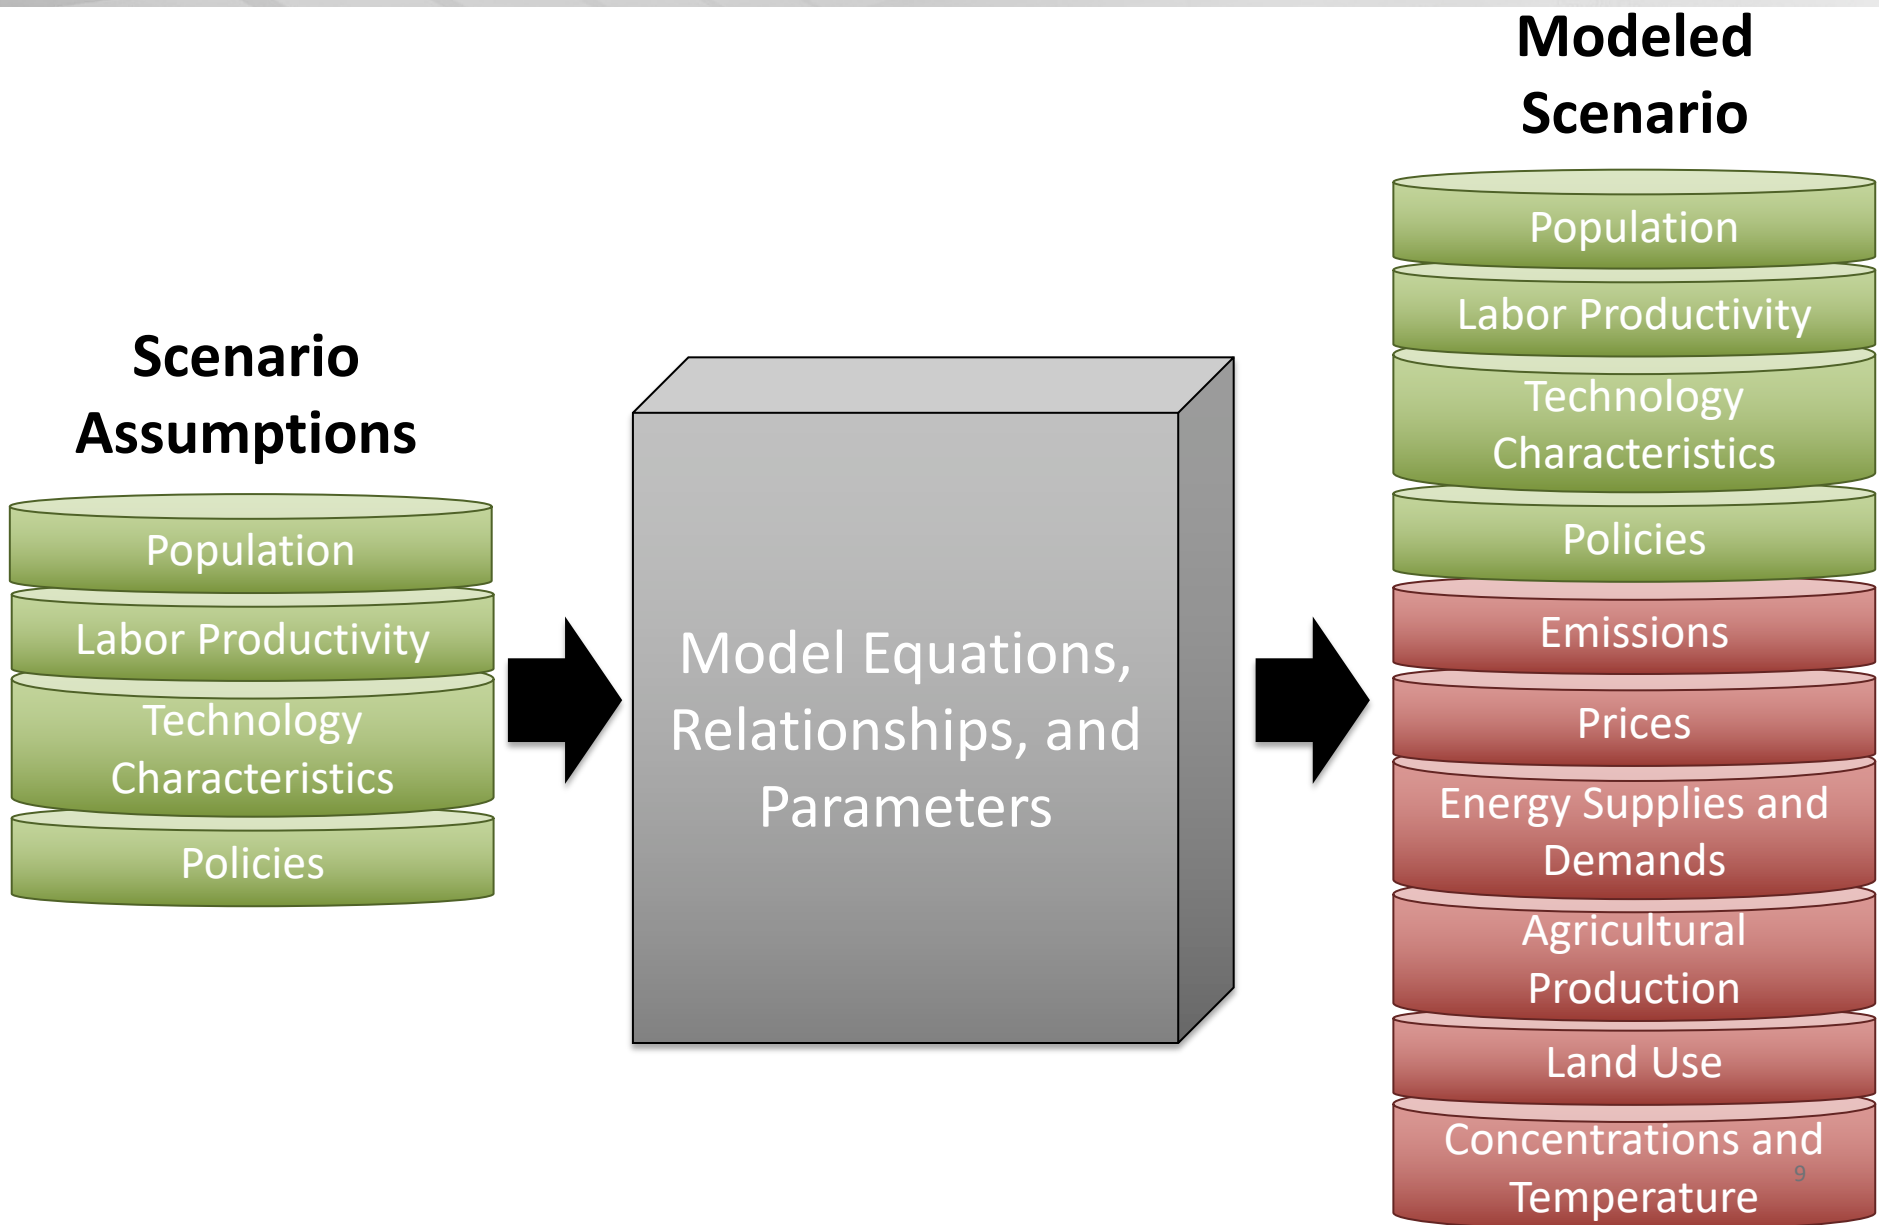 Scenario
Assumptions
Population
Labor Productivity
Technology
Characteristics
Policies
Model Equations,
Relationships, and
Parameters
Modeled
Scenario
Population
Labor Productivity
Technology
Characteristics
Policies
Emissions
Prices
Energy Supplies and
Demands
Agricultural
Production
Land Use
Concentrations and
Temperature
9